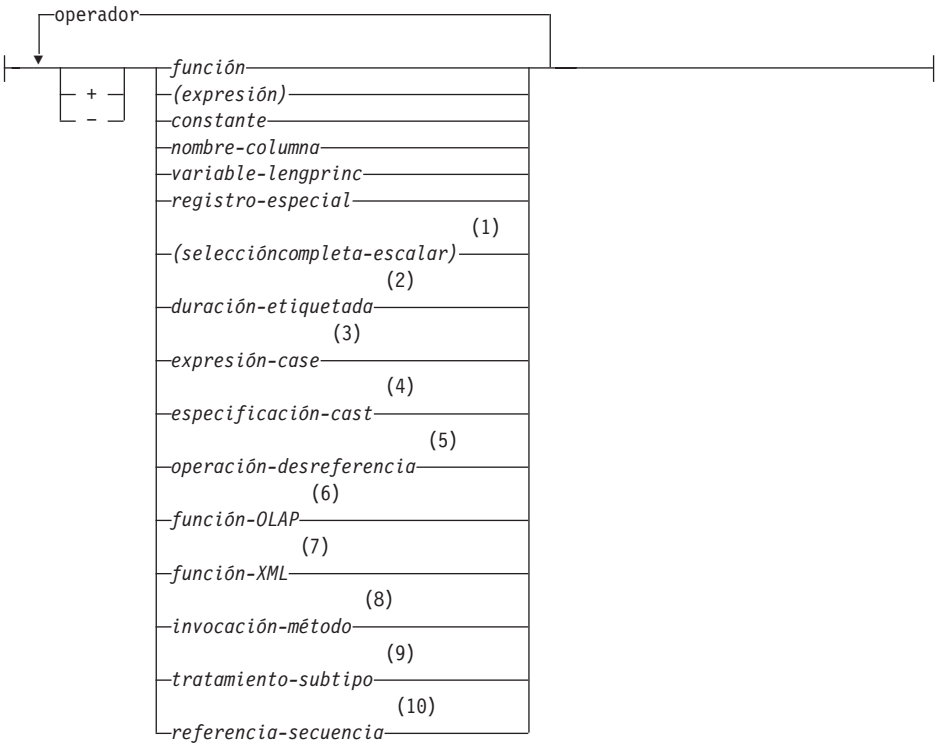 operador
función
+
(expresión)
−
constante
nombre-columna
variable-lengprinc
registro-especial
(1)
(seleccióncompleta-escalar)
(2)
duración-etiquetada
(3)
expresión-case
(4)
especificación-cast
(5)
operación-desreferencia
(6)
función-OLAP
(7)
función-XML
(8)
invocación-método
(9)
tratamiento-subtipo
(10)
referencia-secuencia